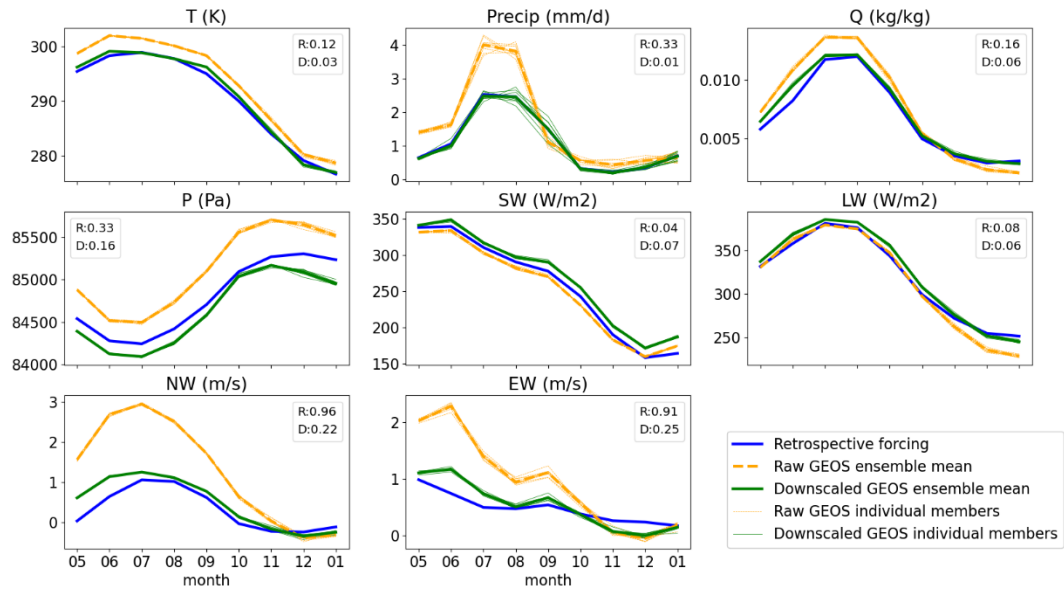 T (K)
300
290
280
R:0.12
D:0.03
Precip (mm/d)
4
3
2
1
0
R:0.33
D:0.01
Q (kg/kg)
0.010
0.005
R:0.16
D:0.06
P (Pa)
85500
85000
84500
84000
R:0.33
D:0.16
SW (W/m2)
350
300
250
200
150
R:0.04
D:0.07
LW (W/m2)
350
300
250
R:0.08
D:0.06
NW (m/s)
3
2
1
0
R:0.96
D:0.22
05 06 07 08 09 10 11 12 01
month
EW (m/s)
2
1
0
R:0.91
D:0.25
05 06 07 08 09 10 11 12 01
month
Retrospective forcing
Raw GEOS ensemble mean
Downscaled GEOS ensemble mean
Raw GEOS individual members
Downscaled GEOS individual members